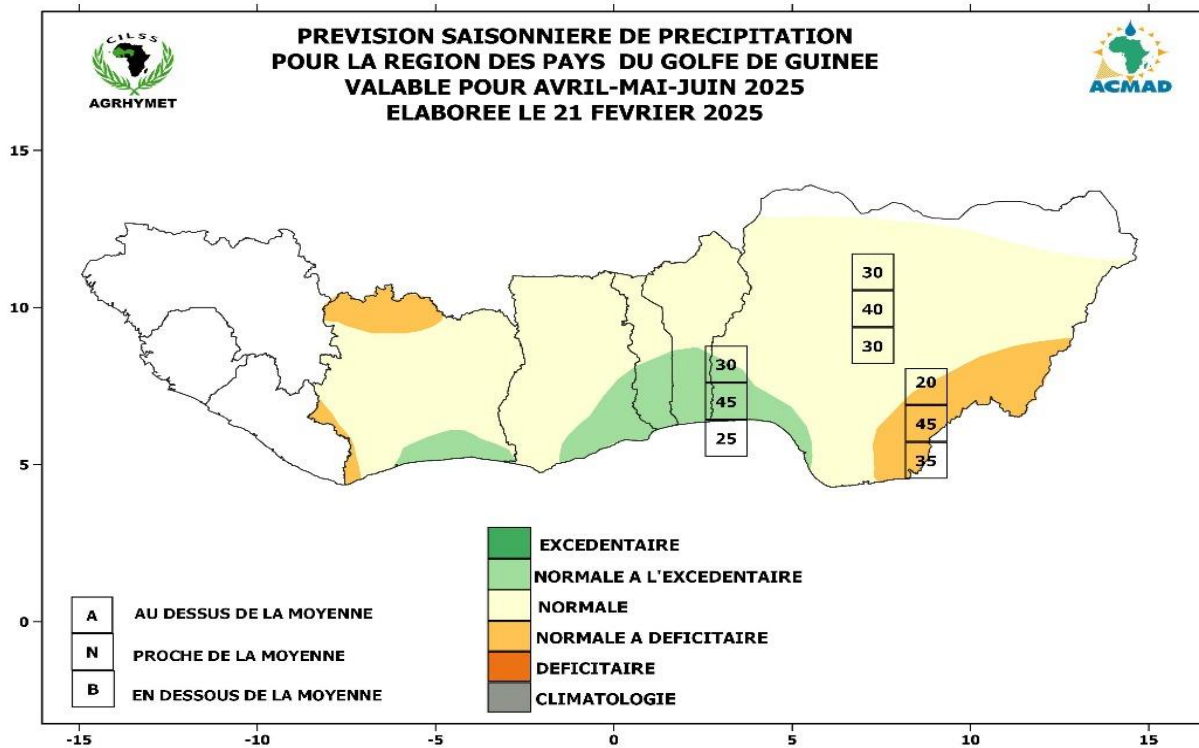 CILSS
AGRHYMET
PREVISION SAISONNIERE DE PRECIPITATION
POUR LA REGION DES PAYS DU GOLFE DE GUINEE
VALABLE POUR AVRIL-MAI-JUIN 2025
ELABOREE LE 21 FEVRIER 2025
ACMAD
15
10
5
0
30
40
30
30
45
25
20
45
35
A AU DESSUS DE LA MOYENNE
N PROCHE DE LA MOYENNE
B EN DESSOUS DE LA MOYENNE
EXCEDENTAIRE
NORMALE A L'EXCEDENTAIRE
NORMALE
NORMALE A DEFICITAIRE
DEFICITAIRE
CLIMATOLOGIE
-15 -10 -5 0 5 10 15